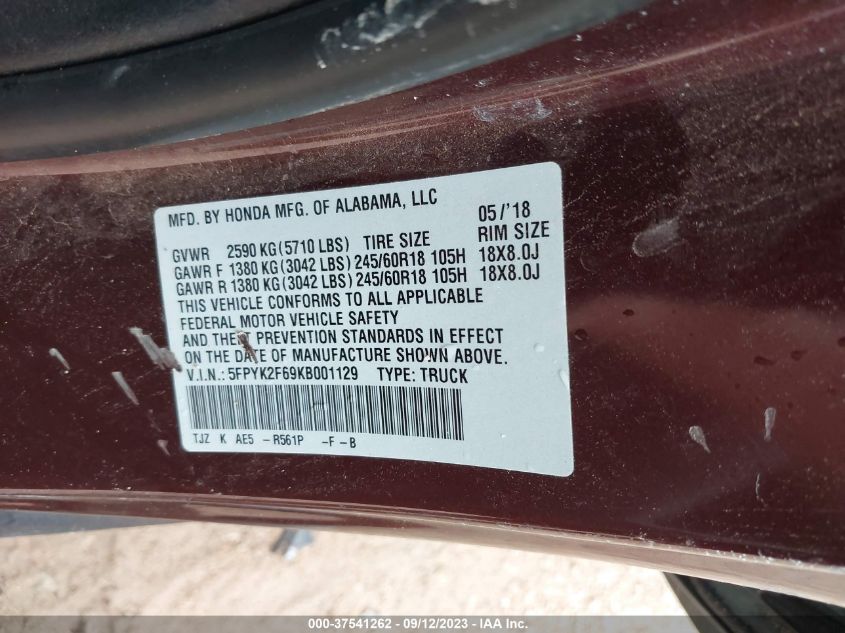 MFD. BY HONDA MFG. OF ALABAMA, LLC 05/'18
GVWR 2590 KG (5710 LBS) TIRE SIZE RIM SIZE
GAWR F 1380 KG (3042 LBS) 245/60R18 105H 18X8.0J
GAWR R 1380 KG (3042 LBS) 245/60R18 105H 18X8.0J
THIS VEHICLE CONFORMS TO ALL APPLICABLE
FEDERAL MOTOR VEHICLE SAFETY
AND THEFT PREVENTION STANDARDS IN EFFECT
ON THE DATE OF MANUFACTURE SHOWN ABOVE.
V.I.N.: 5FPYK2F69KB001129 TYPE: TRUCK
TJZ K AE5 -R561P -F-B
000-37541262 - 09/12/2023 - IAA Inc.